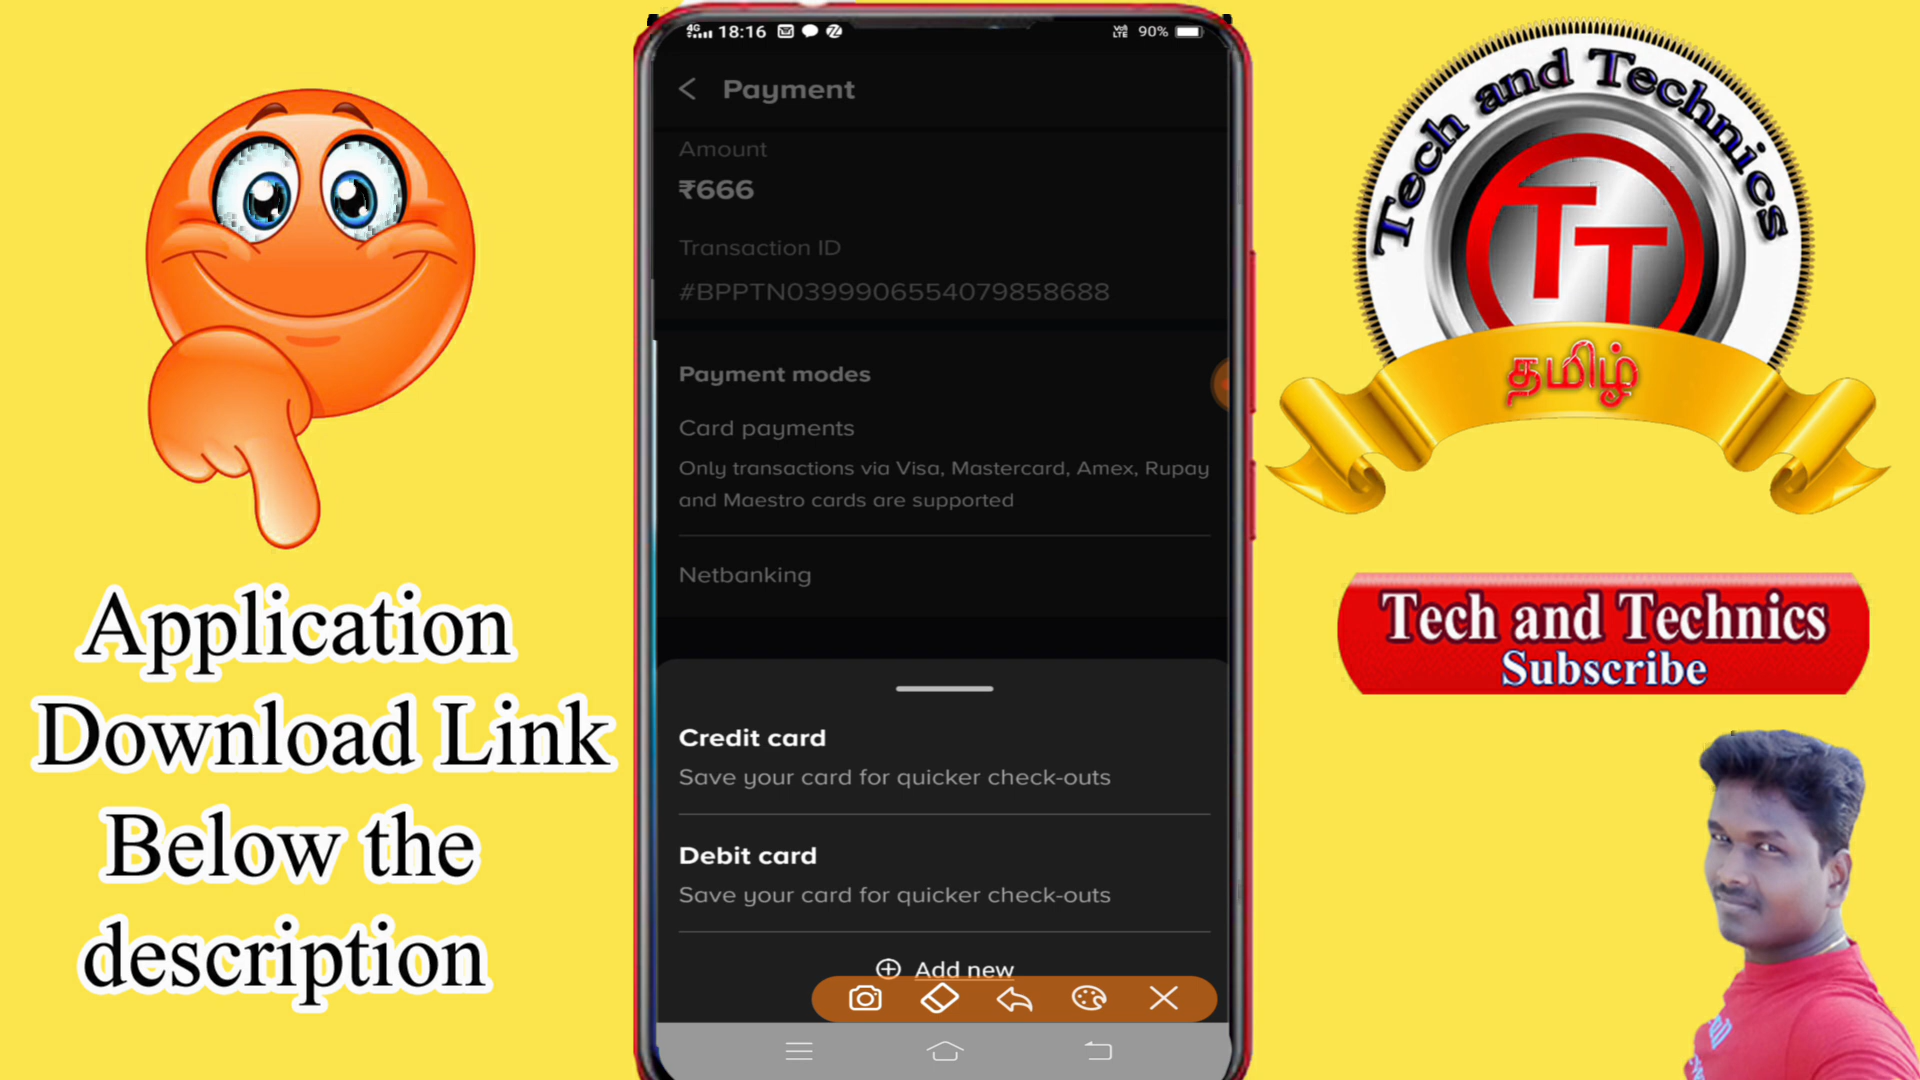 4G 18:16
VoI LTE 90%
Payment
Amount
₹666
Transaction ID
#BPPTN0399906554079858688
Payment modes
Card payments
Only transactions via Visa, Mastercard, Amex, Rupay
and Maestro cards are supported
Netbanking
Credit card
Save your card for quicker check-outs
Debit card
Save your card for quicker check-outs
Add new
Application
Download Link
Below the
description
Tech and Technics
TT
தமிழ்
Tech and Technics
Subscribe